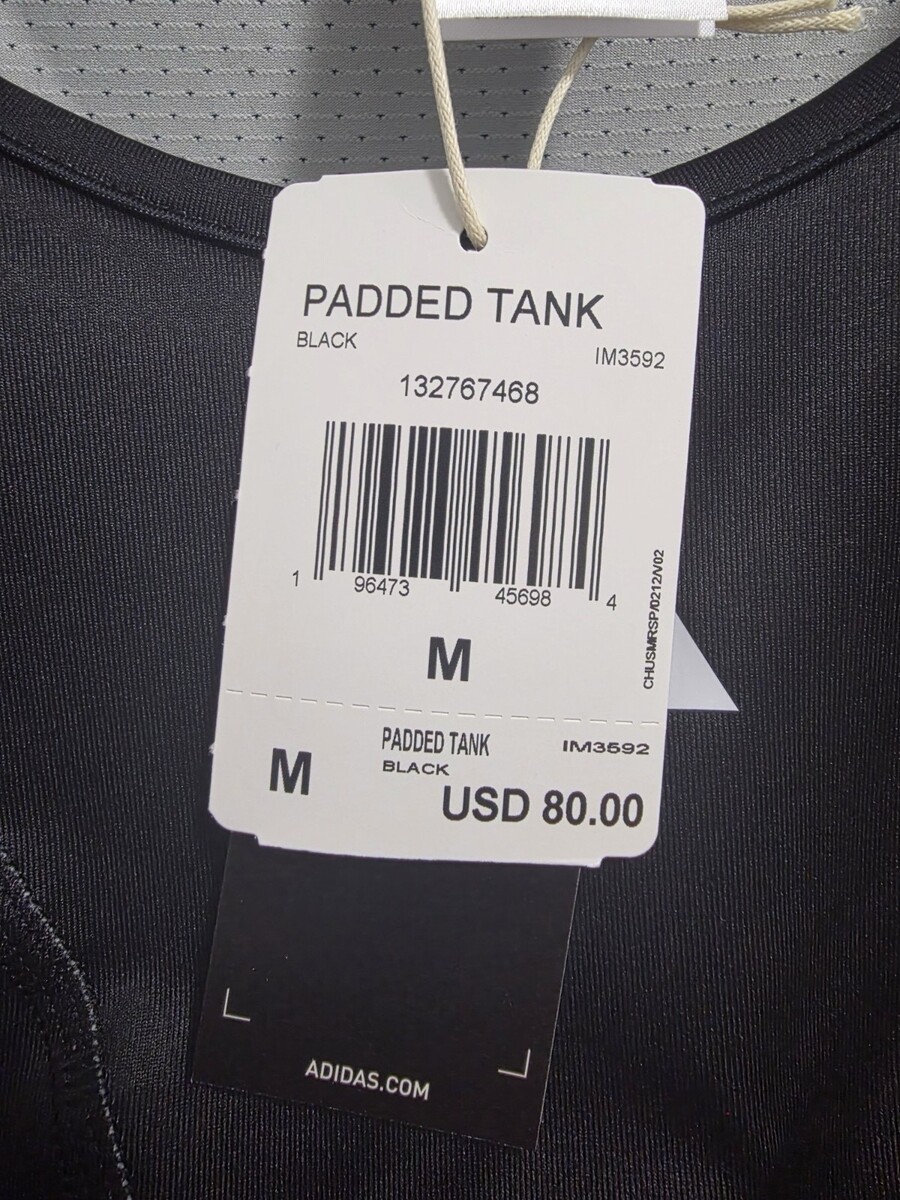 PADDED TANK
BLACK
IM3592
132767468
1 96473 45698 4
CHUSMRSP/0212/V02
M
M
PADDED TANK
BLACK
IM3592
USD 80.00
ADIDAS.COM